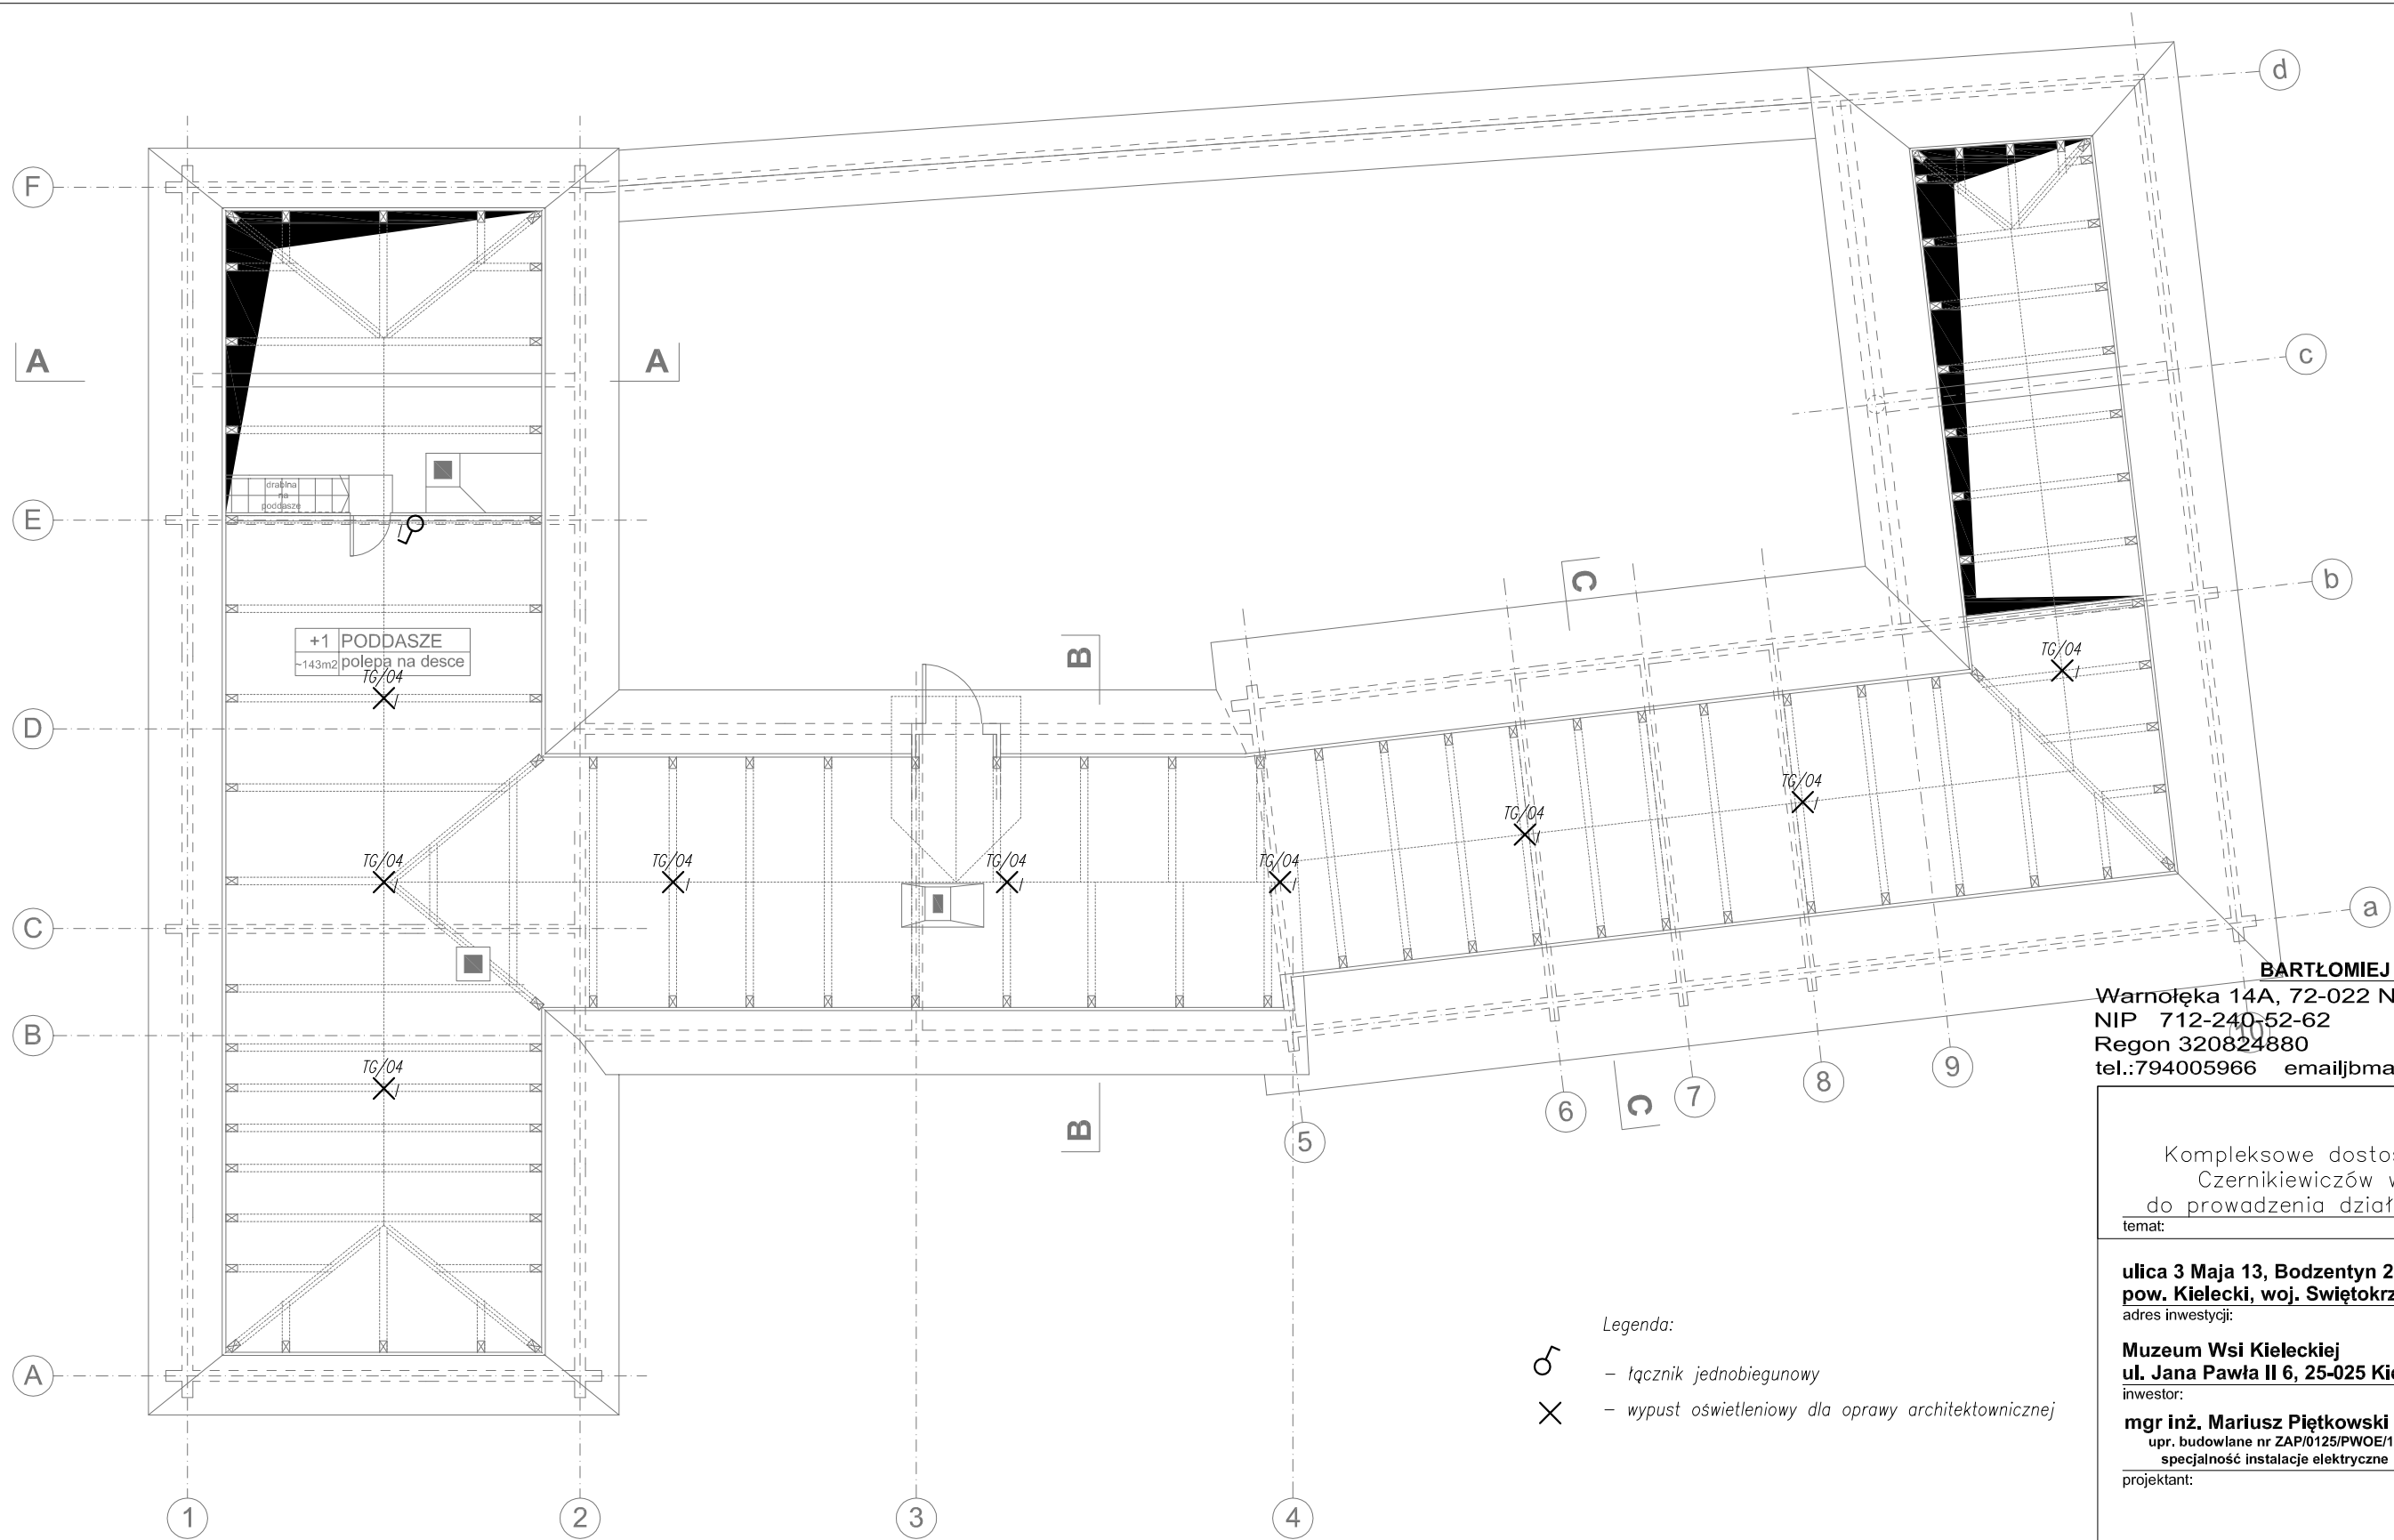 d
F
c
A
A
drabina
na
poddasze
E
C
b
+1 PODDASZE
~143m2 polepa na desce
B
TG/04
TG/04
D
TG/04
TG/04
TG/04
TG/04
TG/04
TG/04
a
C
BARTŁOMIEJ
Warnołęka 14A, 72-022 N
NIP 712-240-52-62
B
10
Regon 320824880
TG/04
tel.:794005966 emailjbma
9
8
7
C
6
B
5
Kompleksowe dostos
Czernikiewiczów w
do prowadzenia dział
temat:
ulica 3 Maja 13, Bodzentyn 2
pow. Kielecki, woj. Swiętokrz
adres inwestycji:
Legenda:
Muzeum Wsi Kieleckiej
A
– łącznik jednobiegunowy
ul. Jana Pawła II 6, 25-025 Kie
inwestor:
– wypust oświetleniowy dla oprawy architektownicznej
mgr inż. Mariusz Piętkowski
upr. budowlane nr ZAP/0125/PWOE/1
specjalność instalacje elektryczne
projektant:
1
2
3
4